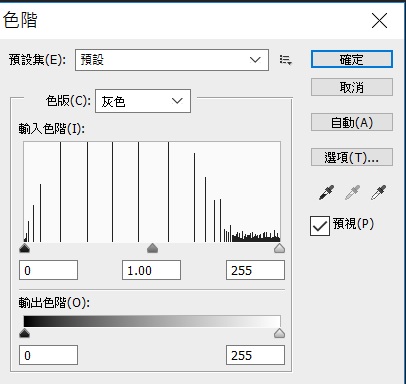 色階
預設集(E): 預設
確定
取消
自動(A)
選項(T)...
預視(P)
色版(C): 灰色
輸入色階(I):
0 1.00 255
輸出色階(O):
0 255